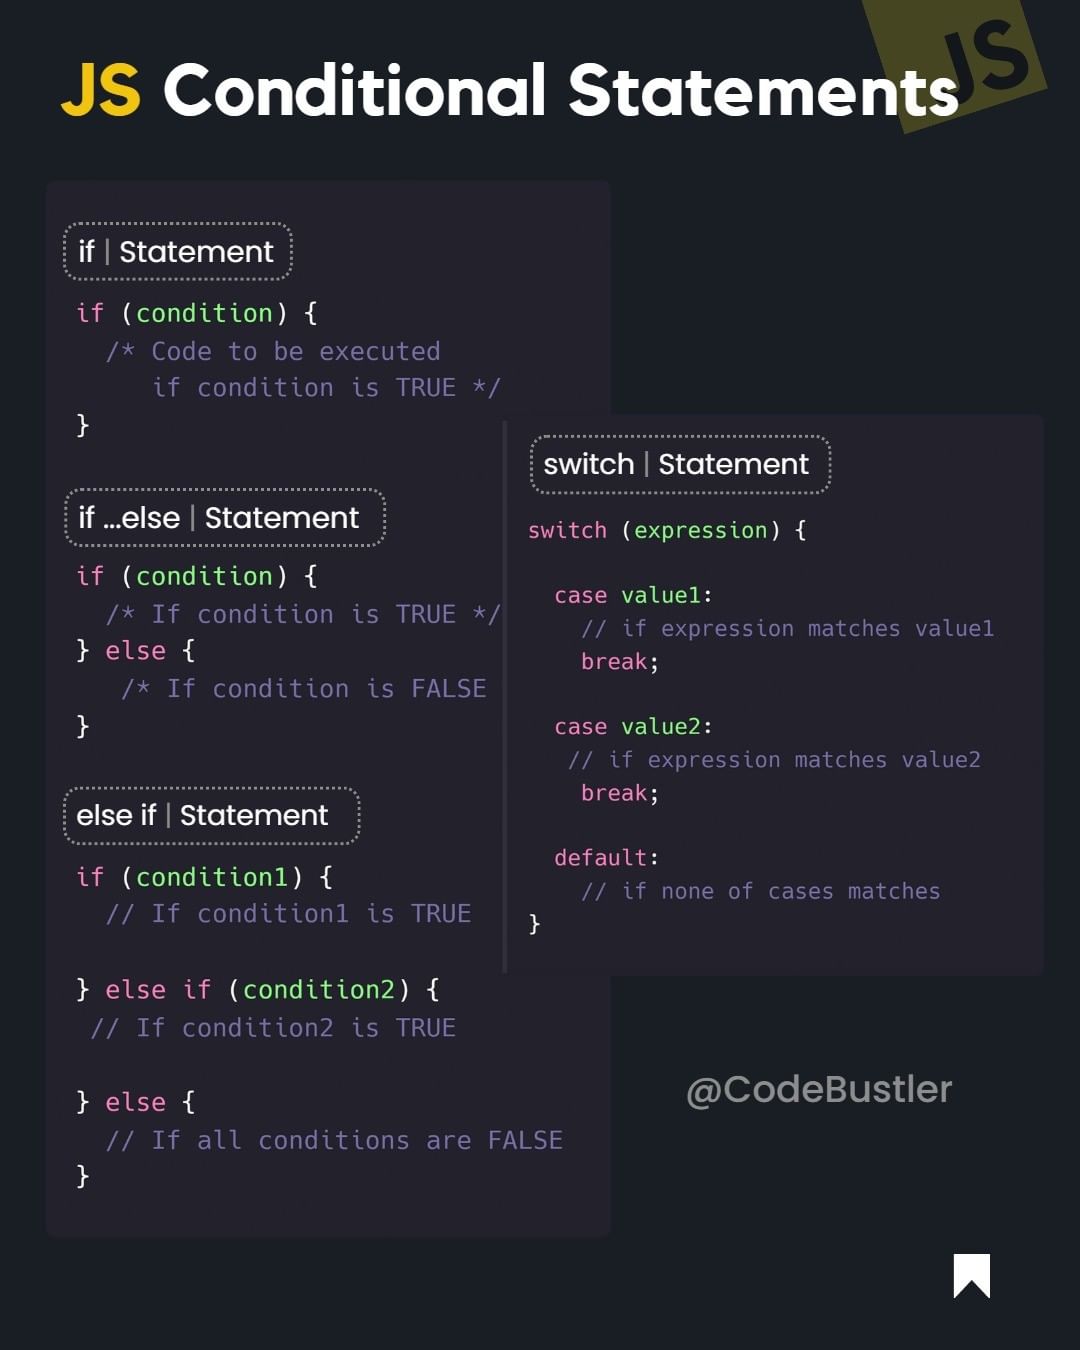 JS Conditional Statements
JS
if | Statement
if (condition) {
  /* Code to be executed
     if condition is TRUE */
}
if ...else | Statement
if (condition) {
  /* If condition is TRUE */
} else {
   /* If condition is FALSE
}
else if | Statement
if (condition1) {
  // If condition1 is TRUE
} else if (condition2) {
 // If condition2 is TRUE
} else {
  // If all conditions are FALSE
}
switch | Statement
switch (expression) {
  case value1:
    // if expression matches value1
    break;
  case value2:
   // if expression matches value2
    break;
  default:
    // if none of cases matches
}
@CodeBustler